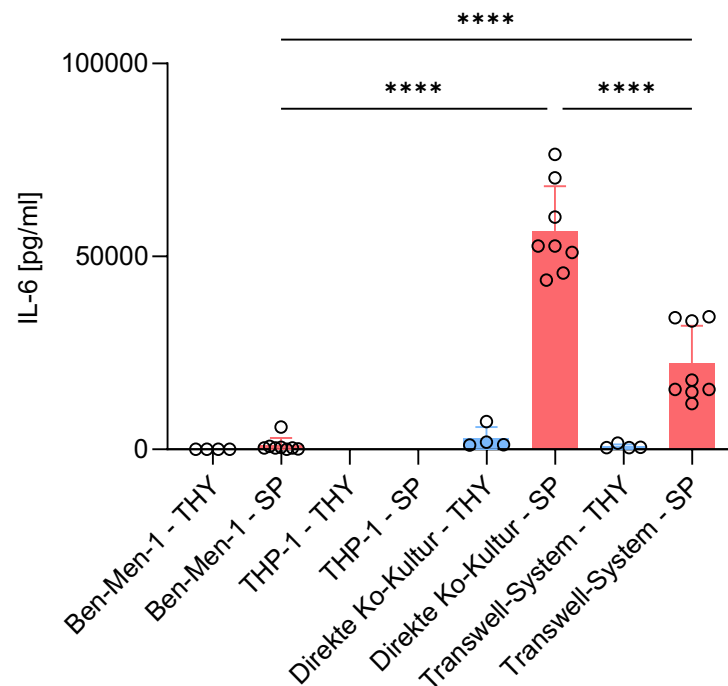 ****
100000
****
****
IL-6 [pg/ml]
50000
0
Ben-Men-1 - THY
Ben-Men-1 - SP
THP-1 - THY
THP-1 - SP
Direkte Ko-Kultur - THY
Direkte Ko-Kultur - SP
Transwell-System - THY
Transwell-System - SP